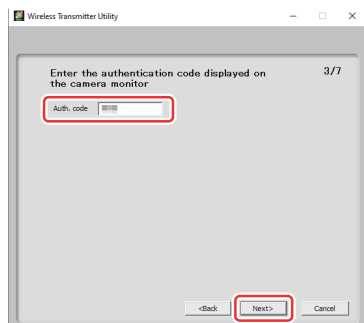 Wireless Transmitter Utility
Enter the authentication code displayed on
the camera monitor
3/7
Auth. code
<Back
Next>
Cancel